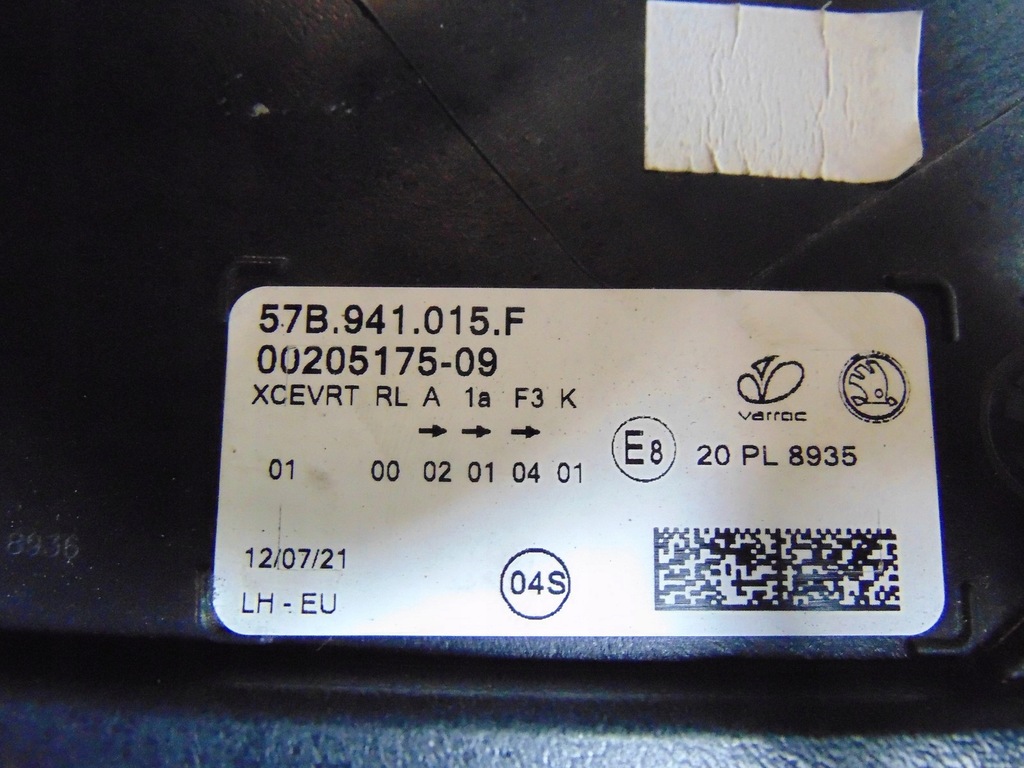 57B.941.015.F
00205175-09
XCEVRT RL A 1a F3 K
01 00 02 01 04 01
varroc
E8
20 PL 8935
12/07/21
LH - EU
04S
8936